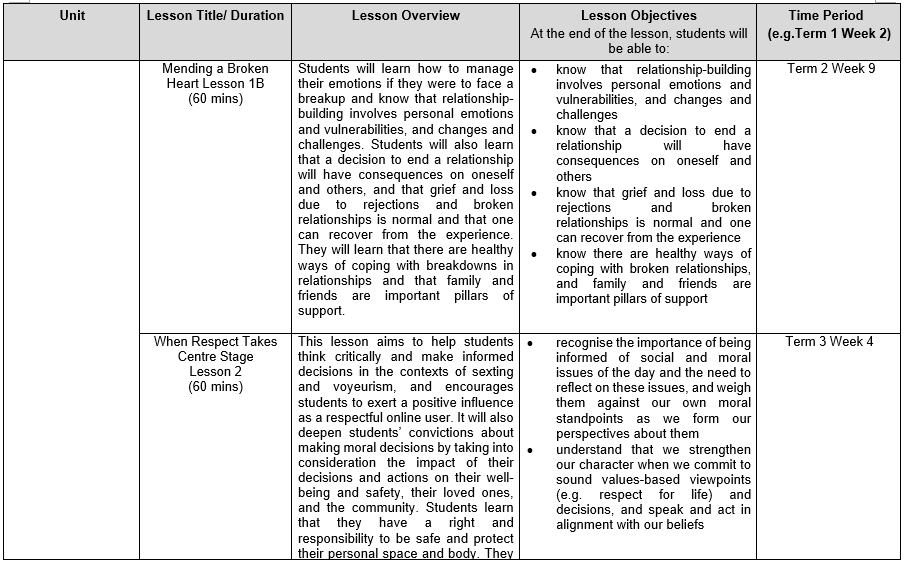 Unit
Lesson Title/ Duration
Lesson Overview
Lesson Objectives
At the end of the lesson, students will
be able to:
Time Period
(e.g.Term 1 Week 2)
Mending a Broken
Heart Lesson 1B
(60 mins)
Students will learn how to manage
their emotions if they were to face a
breakup and know that relationship-
building involves personal emotions
and vulnerabilities, and changes and
challenges. Students will also learn
that a decision to end a relationship
will have consequences on oneself
and others, and that grief and loss
due to rejections and broken
relationships is normal and that one
can recover from the experience.
They will learn that there are healthy
ways of coping with breakdowns in
relationships and that family and
friends are important pillars of
support.
• know that relationship-building
involves personal emotions and
vulnerabilities, and changes and
challenges
• know that a decision to end a
relationship will have
consequences on oneself and
others
• know that grief and loss due to
rejections and broken
relationships is normal and one
can recover from the experience
• know there are healthy ways of
coping with broken relationships,
and family and friends are
important pillars of support
Term 2 Week 9
When Respect Takes
Centre Stage
Lesson 2
(60 mins)
This lesson aims to help students
think critically and make informed
decisions in the contexts of sexting
and voyeurism, and encourages
students to exert a positive influence
as a respectful online user. It will also
deepen students' convictions about
making moral decisions by taking into
consideration the impact of their
decisions and actions on their well-
being and safety, their loved ones,
and the community. Students learn
that they have a right and
responsibility to be safe and protect
their personal space and body. They
• recognise the importance of being
informed of social and moral
issues of the day and the need to
reflect on these issues, and weigh
them against our own moral
standpoints as we form our
perspectives about them
• understand that we strengthen
our character when we commit to
sound values-based viewpoints
(e.g. respect for life) and
decisions, and speak and act in
alignment with our beliefs
Term 3 Week 4